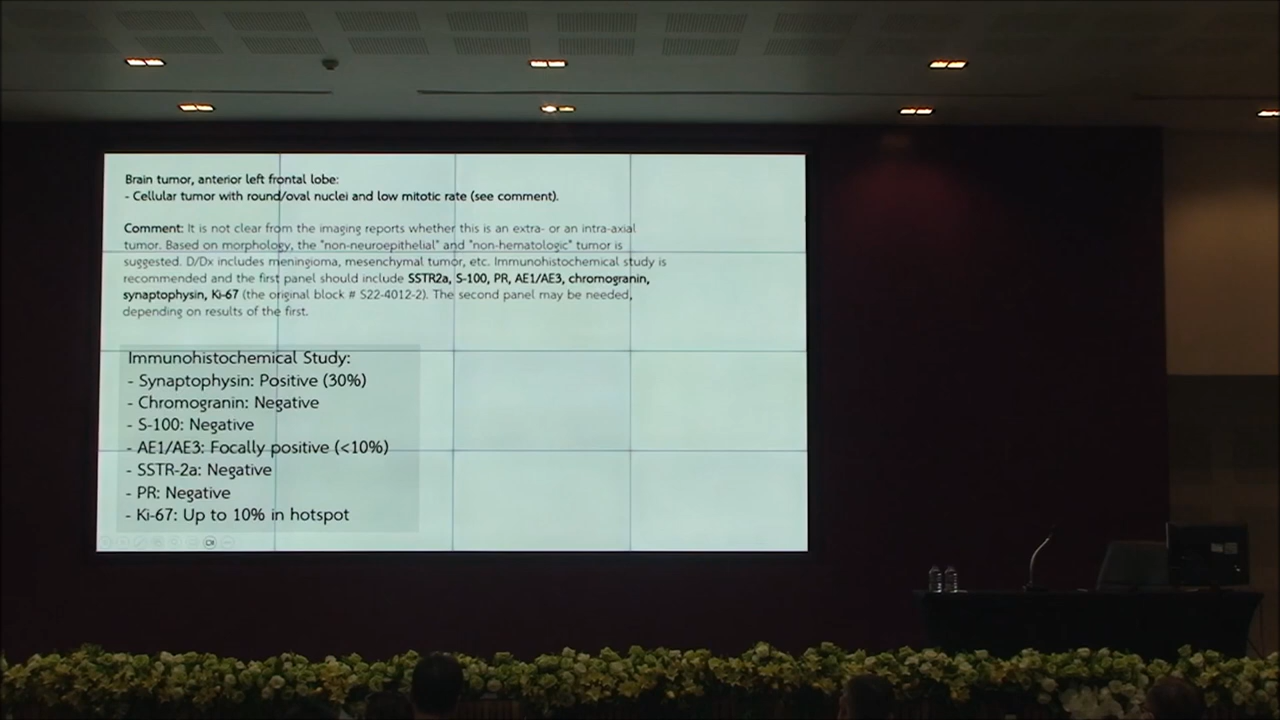 Brain tumor, anterior left frontal lobe:
- Cellular tumor with round/oval nuclei and low mitotic rate (see comment).
Comment: It is not clear from the imaging reports whether this is an extra- or an intra-axial
tumor. Based on morphology, the "non-neuroepithelial" and "non-hematologic" tumor is
suggested. D/Dx includes meningioma, mesenchymal tumor, etc. Immunohistochemical study is
recommended and the first panel should include SSTR2a, S-100, PR, AE1/AE3, chromogranin,
synaptophysin, Ki-67 (the original block # S22-4012-2). The second panel may be needed,
depending on results of the first.
Immunohistochemical Study:
- Synaptophysin: Positive (30%)
- Chromogranin: Negative
- S-100: Negative
- AE1/AE3: Focally positive (<10%)
- SSTR-2a: Negative
- PR: Negative
- Ki-67: Up to 10% in hotspot